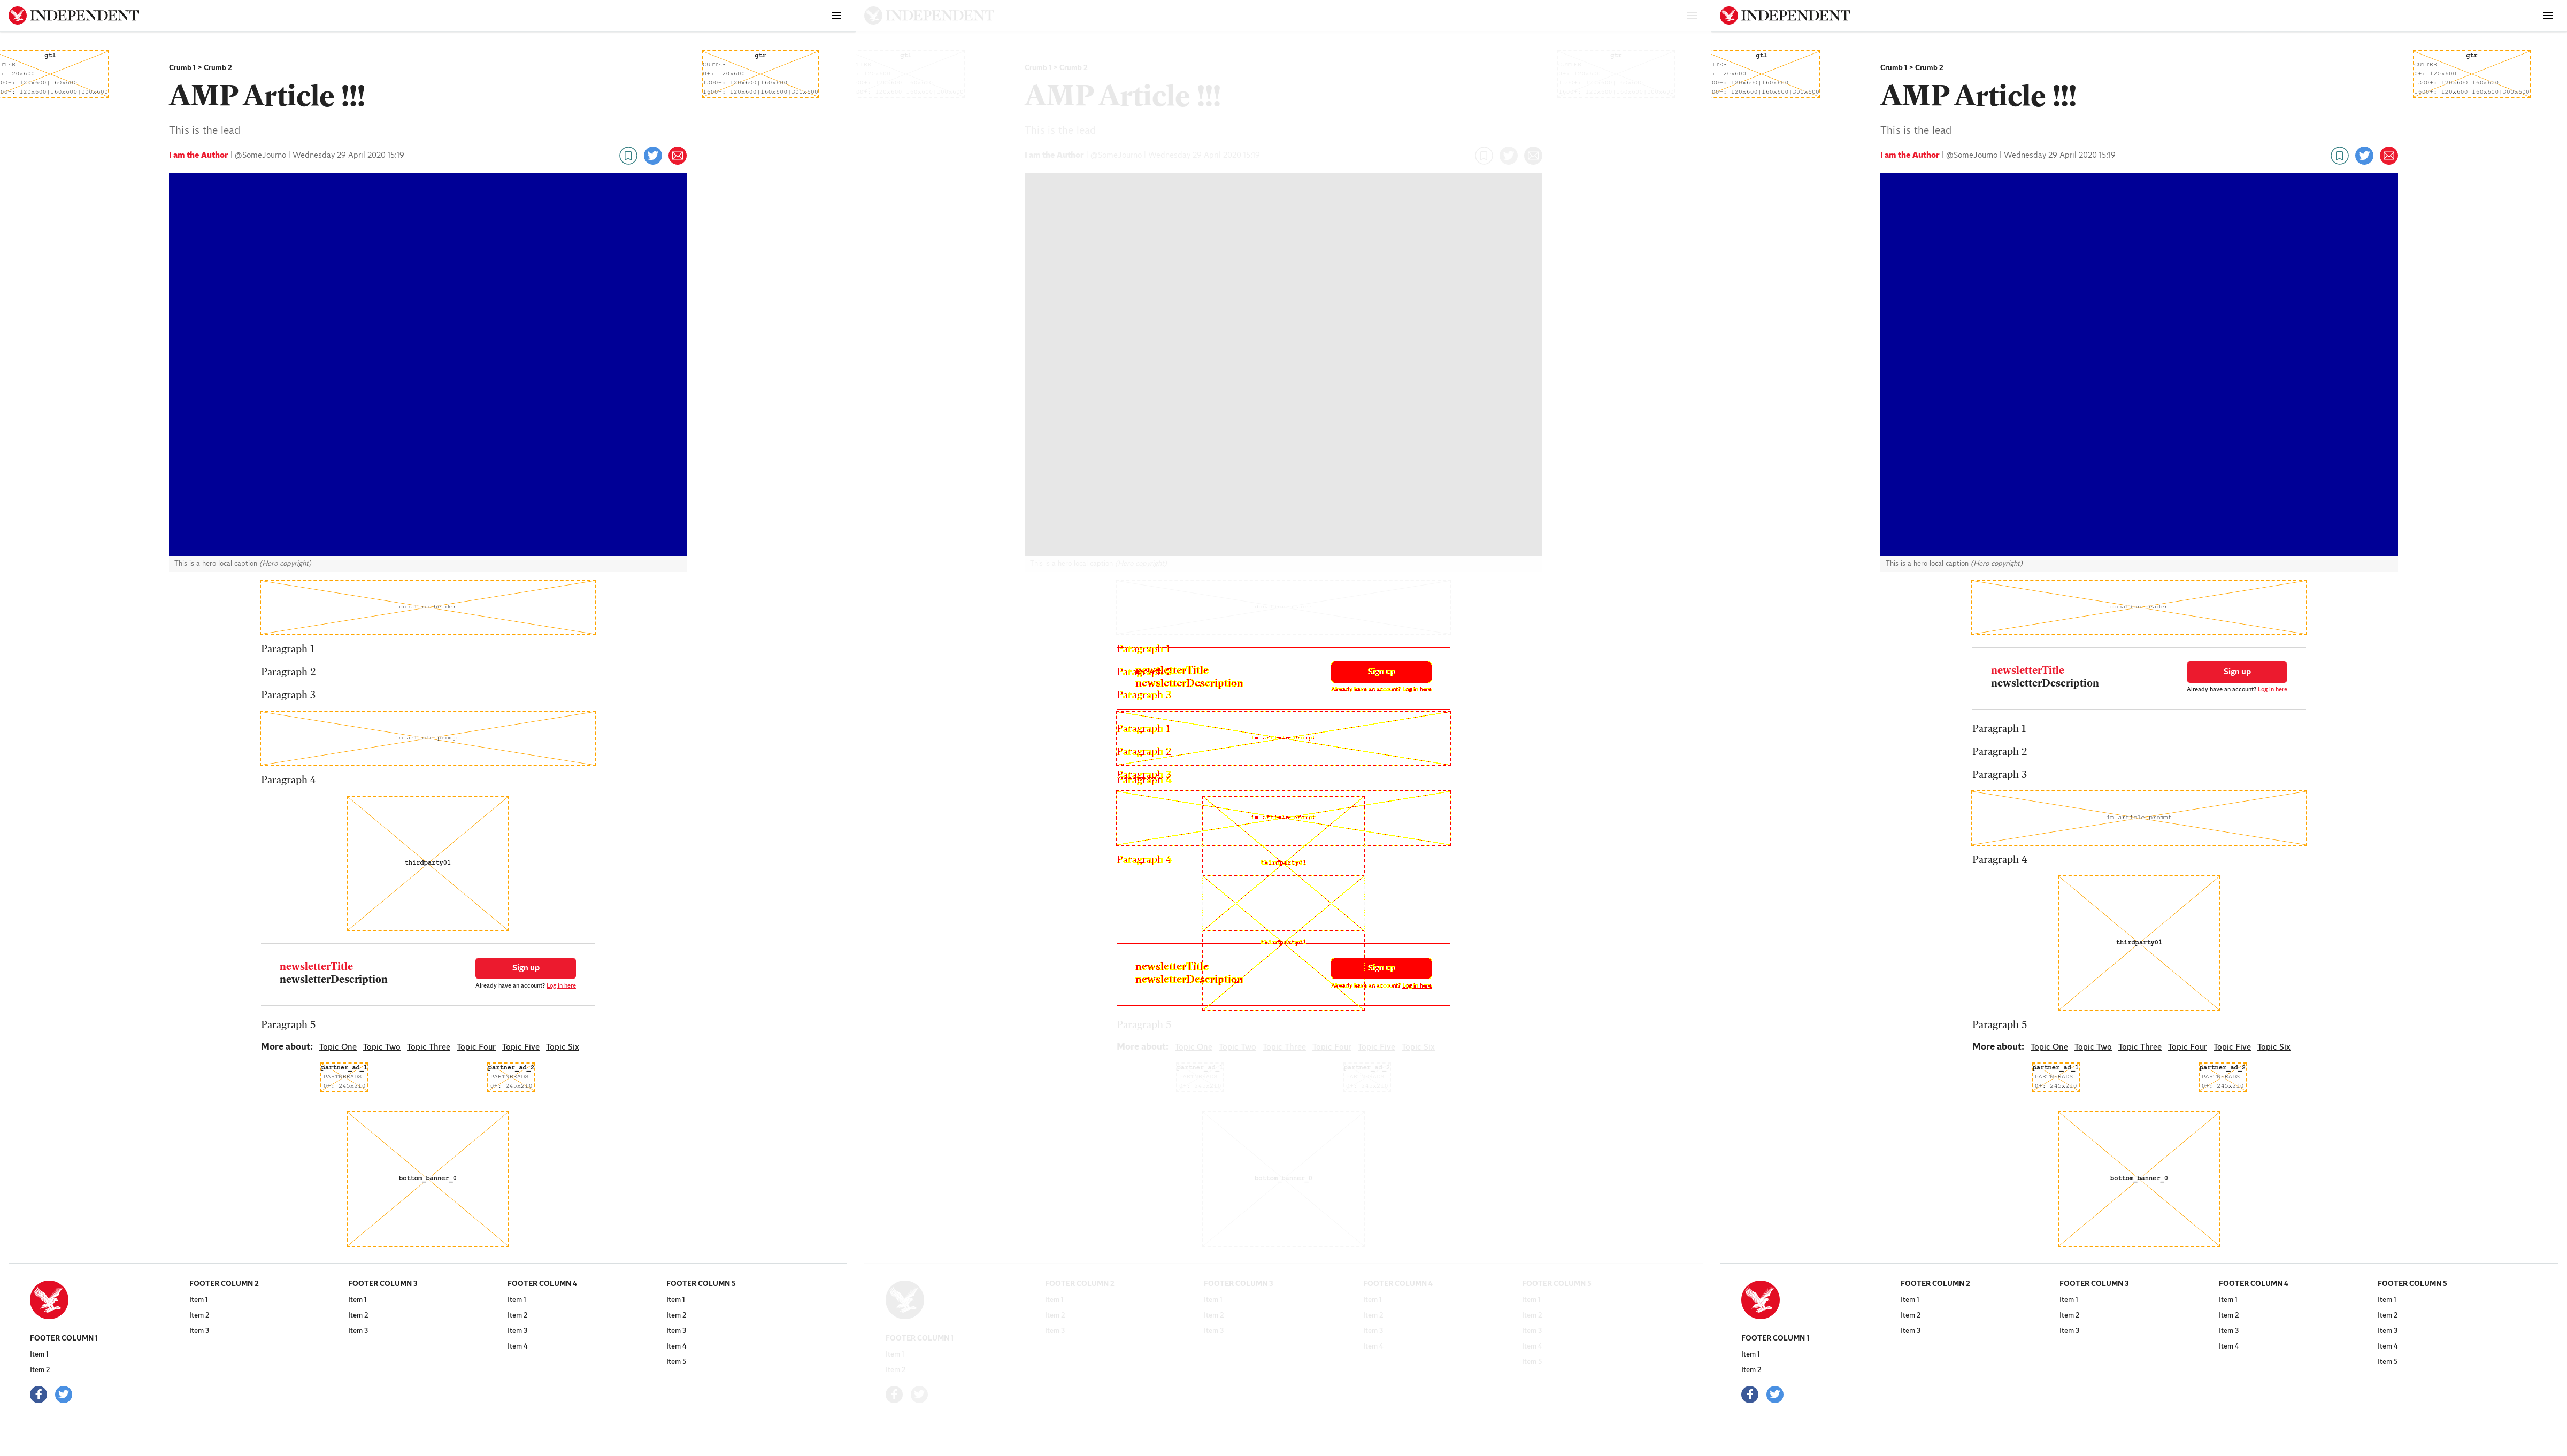 INDEPENDENT
gtl
TTER
: 120x600
00+: 120x600|160x600
00+: 120x600|160x600|300x600
gtr
GUTTER
0+: 120x600
1300+: 120x600|160x600
1600+: 120x600|160x600|300x600
Crumb 1 > Crumb 2
AMP Article !!!
This is the lead
I am the Author | @SomeJourno | Wednesday 29 April 2020 15:19
This is a hero local caption (Hero copyright)
donation header
Paragraph 1
Paragraph 2
Paragraph 3
im article prompt
Paragraph 4
thirdparty01
newsletterTitle
newsletterDescription
Sign up
Already have an account? Log in here
Paragraph 5
More about: Topic One Topic Two Topic Three Topic Four Topic Five Topic Six
partner_ad_1
PARTNERADS
0+: 245x210
partner_ad_2
PARTNERADS
0+: 245x210
bottom_banner_0
FOOTER COLUMN 1
Item 1
Item 2
FOOTER COLUMN 2
Item 1
Item 2
Item 3
FOOTER COLUMN 3
Item 1
Item 2
Item 3
FOOTER COLUMN 4
Item 1
Item 2
Item 3
Item 4
FOOTER COLUMN 5
Item 1
Item 2
Item 3
Item 4
Item 5
INDEPENDENT
gtl
gtr
Crumb 1 > Crumb 2
AMP Article !!!
This is the lead
I am the Author | @SomeJourno | Wednesday 29 April 2020 15:19
This is a hero local caption (Hero copyright)
Paragraph 1
Paragraph 2
newsletterTitle
newsletterDescription
Sign up
Already have an account? Log in here
Paragraph 3
Paragraph 1
im article prompt
Paragraph 2
Paragraph 3
Paragraph 4
im article prompt
Paragraph 4
thirdparty01
thirdparty01
newsletterTitle
newsletterDescription
Sign up
Already have an account? Log in here
Paragraph 5
More about: Topic One Topic Two Topic Three Topic Four Topic Five Topic Six
partner_ad_1
partner_ad_2
bottom_banner_0
FOOTER COLUMN 1
Item 1
Item 2
FOOTER COLUMN 2
Item 1
Item 2
Item 3
FOOTER COLUMN 3
Item 1
Item 2
Item 3
FOOTER COLUMN 4
Item 1
Item 2
Item 3
Item 4
FOOTER COLUMN 5
Item 1
Item 2
Item 3
Item 4
Item 5
INDEPENDENT
gtl
TTER
: 120x600
00+: 120x600|160x600
00+: 120x600|160x600|300x600
gtr
GUTTER
0+: 120x600
1300+: 120x600|160x600
1600+: 120x600|160x600|300x600
Crumb 1 > Crumb 2
AMP Article !!!
This is the lead
I am the Author | @SomeJourno | Wednesday 29 April 2020 15:19
This is a hero local caption (Hero copyright)
donation header
newsletterTitle
newsletterDescription
Sign up
Already have an account? Log in here
Paragraph 1
Paragraph 2
Paragraph 3
im article prompt
Paragraph 4
thirdparty01
Paragraph 5
More about: Topic One Topic Two Topic Three Topic Four Topic Five Topic Six
partner_ad_1
PARTNERADS
0+: 245x210
partner_ad_2
PARTNERADS
0+: 245x210
bottom_banner_0
FOOTER COLUMN 1
Item 1
Item 2
FOOTER COLUMN 2
Item 1
Item 2
Item 3
FOOTER COLUMN 3
Item 1
Item 2
Item 3
FOOTER COLUMN 4
Item 1
Item 2
Item 3
Item 4
FOOTER COLUMN 5
Item 1
Item 2
Item 3
Item 4
Item 5